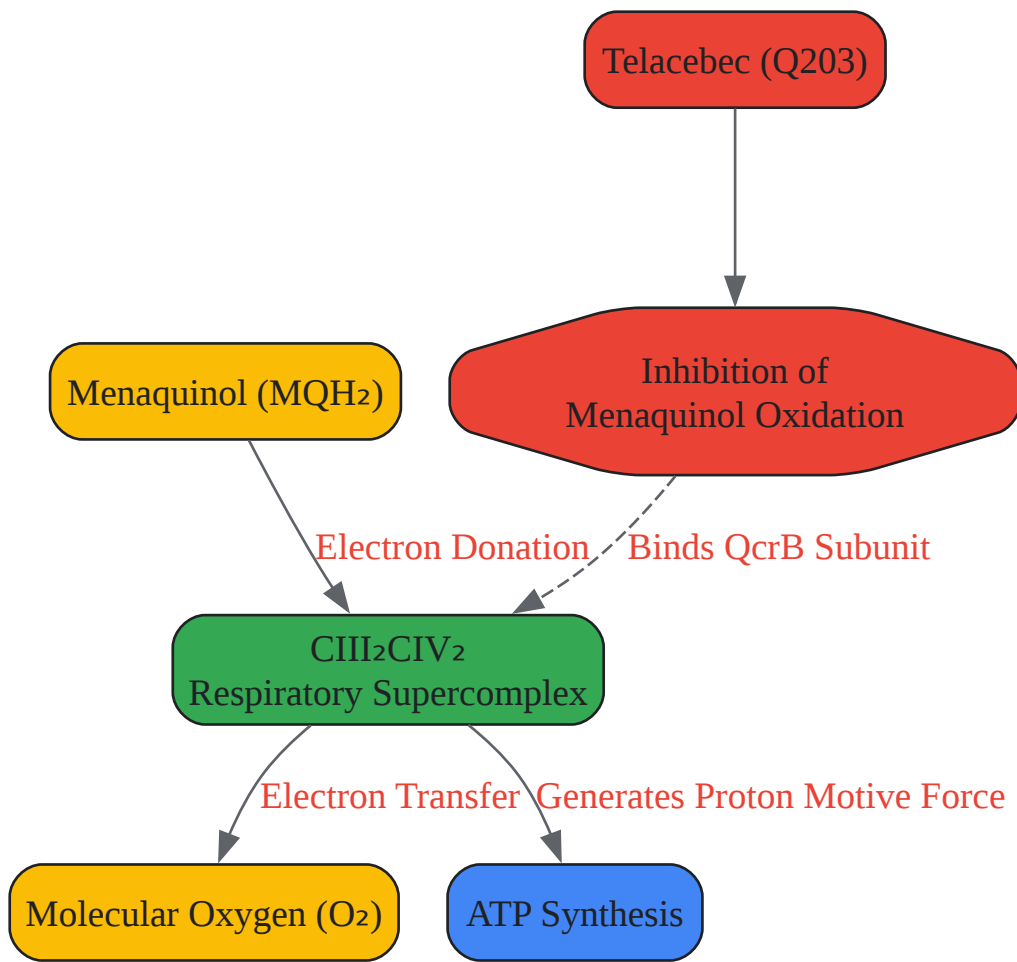 Telacebec (Q203)
Inhibition of
Menaquinol Oxidation
Menaquinol (MQH₂)
Electron Donation
Binds QcrB Subunit
CIII₂CIV₂
Respiratory Supercomplex
Electron Transfer
Generates Proton Motive Force
Molecular Oxygen (O₂)
ATP Synthesis